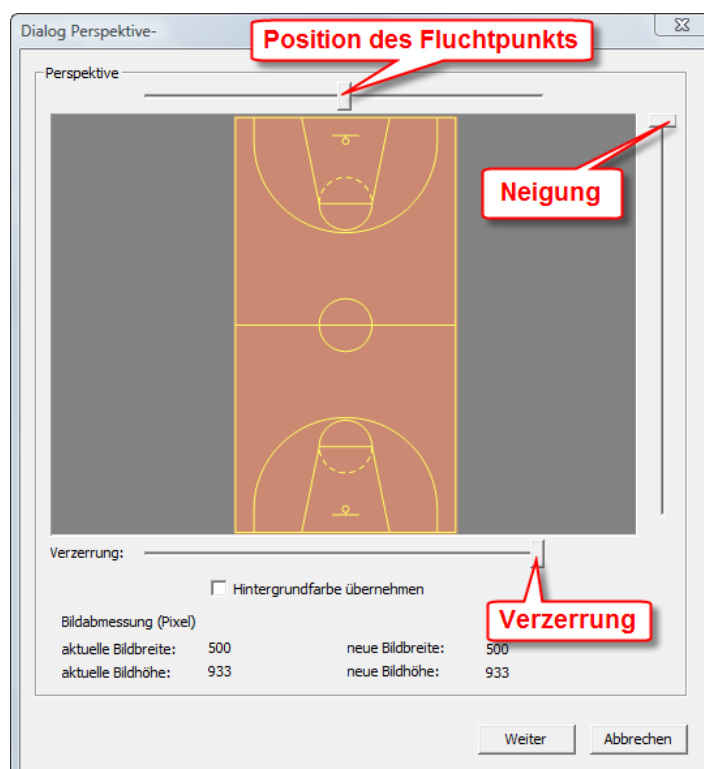 Dialog Perspektive-
Position des Fluchtpunkts
Perspektive
Neigung
Verzerrung:
Hintergrundfarbe übernehmen
Verzerrung
Bildabmessung (Pixel)
aktuelle Bildbreite: 500 neue Bildbreite: 500
aktuelle Bildhöhe: 933 neue Bildhöhe: 933
Weiter Abbrechen